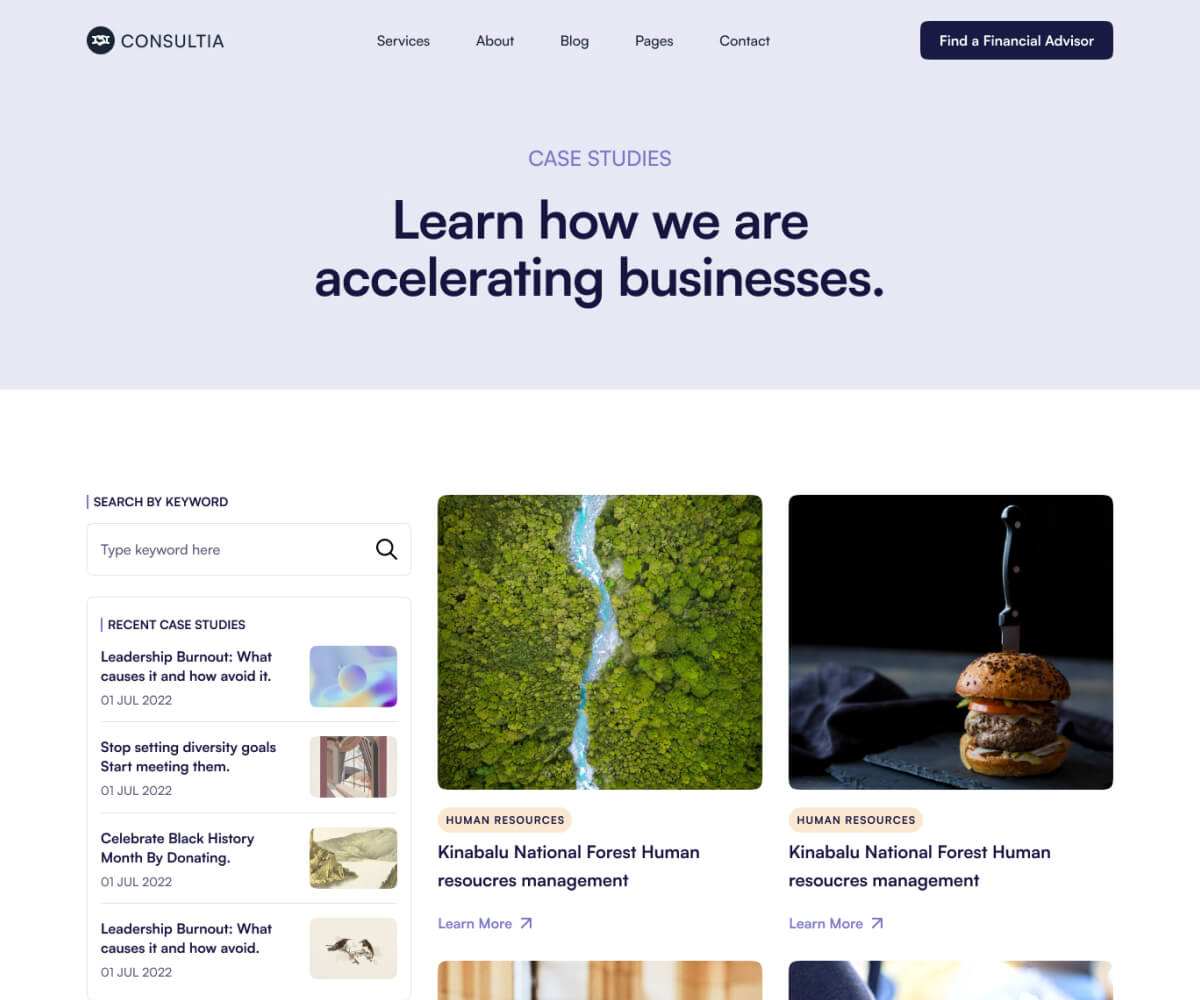 CONSULTIA
Services
About
Blog
Pages
Contact
Find a Financial Advisor
CASE STUDIES
Learn how we are
accelerating businesses.
SEARCH BY KEYWORD
Type keyword here
RECENT CASE STUDIES
Leadership Burnout: What
causes it and how avoid it.
01 JUL 2022
Stop setting diversity goals
Start meeting them.
01 JUL 2022
Celebrate Black History
Month By Donating.
01 JUL 2022
Leadership Burnout: What
causes it and how avoid.
01 JUL 2022
HUMAN RESOURCES
Kinabalu National Forest Human
resoucres management
Learn More
HUMAN RESOURCES
Kinabalu National Forest Human
resoucres management
Learn More